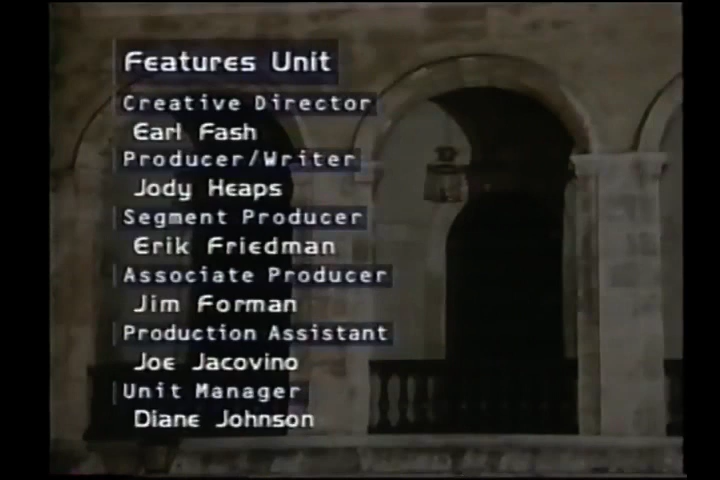 Features Unit
Creative Director
Earl Fash
Producer/Writer
Jody Heaps
Segment Producer
Erik Friedman
Associate Producer
Jim Forman
Production Assistant
Joe Jacovino
Unit Manager
Diane Johnson